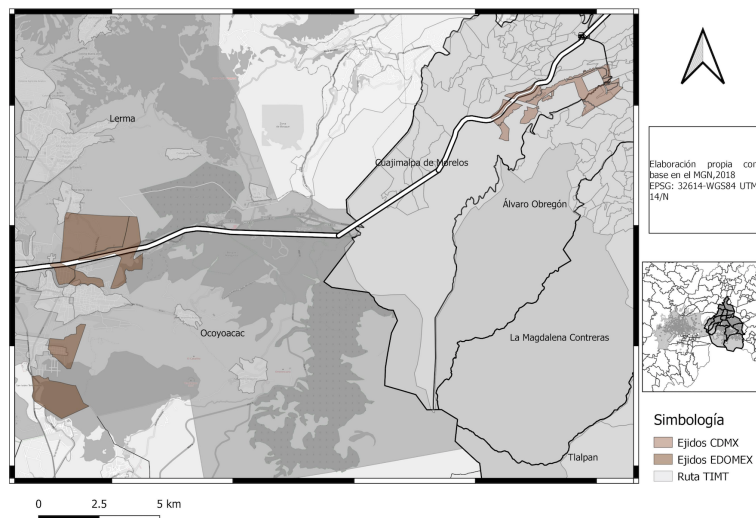 Lerma
Cuajimalpa de Morelos
Álvaro Obregón
Ocoyoacac
La Magdalena Contreras
Tlalpan
Elaboración propia con
base en el MGN,2018
EPSG: 32614-WGS84 UTM
14/N
Simbología
Ejidos CDMX
Ejidos EDOMEX
Ruta TIMT
0 2.5 5 km